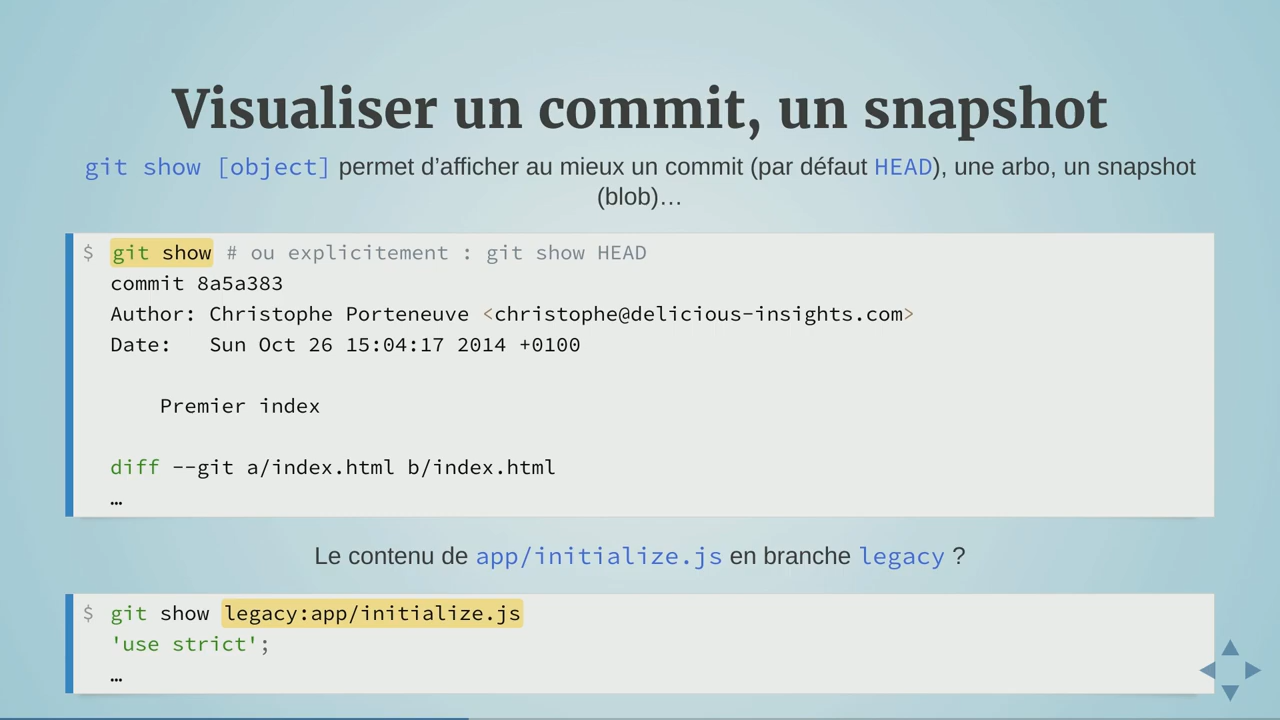 Visualiser un commit, un snapshot
git show [object] permet d’afficher au mieux un commit (par défaut HEAD), une arbo, un snapshot
(blob)…
$ git show # ou explicitement : git show HEAD
commit 8a5a383
Author: Christophe Porteneuve <christophe@delicious-insights.com>
Date:   Sun Oct 26 15:04:17 2014 +0100
    Premier index
diff --git a/index.html b/index.html
…
Le contenu de app/initialize.js en branche legacy ?
$ git show legacy:app/initialize.js
'use strict';
…